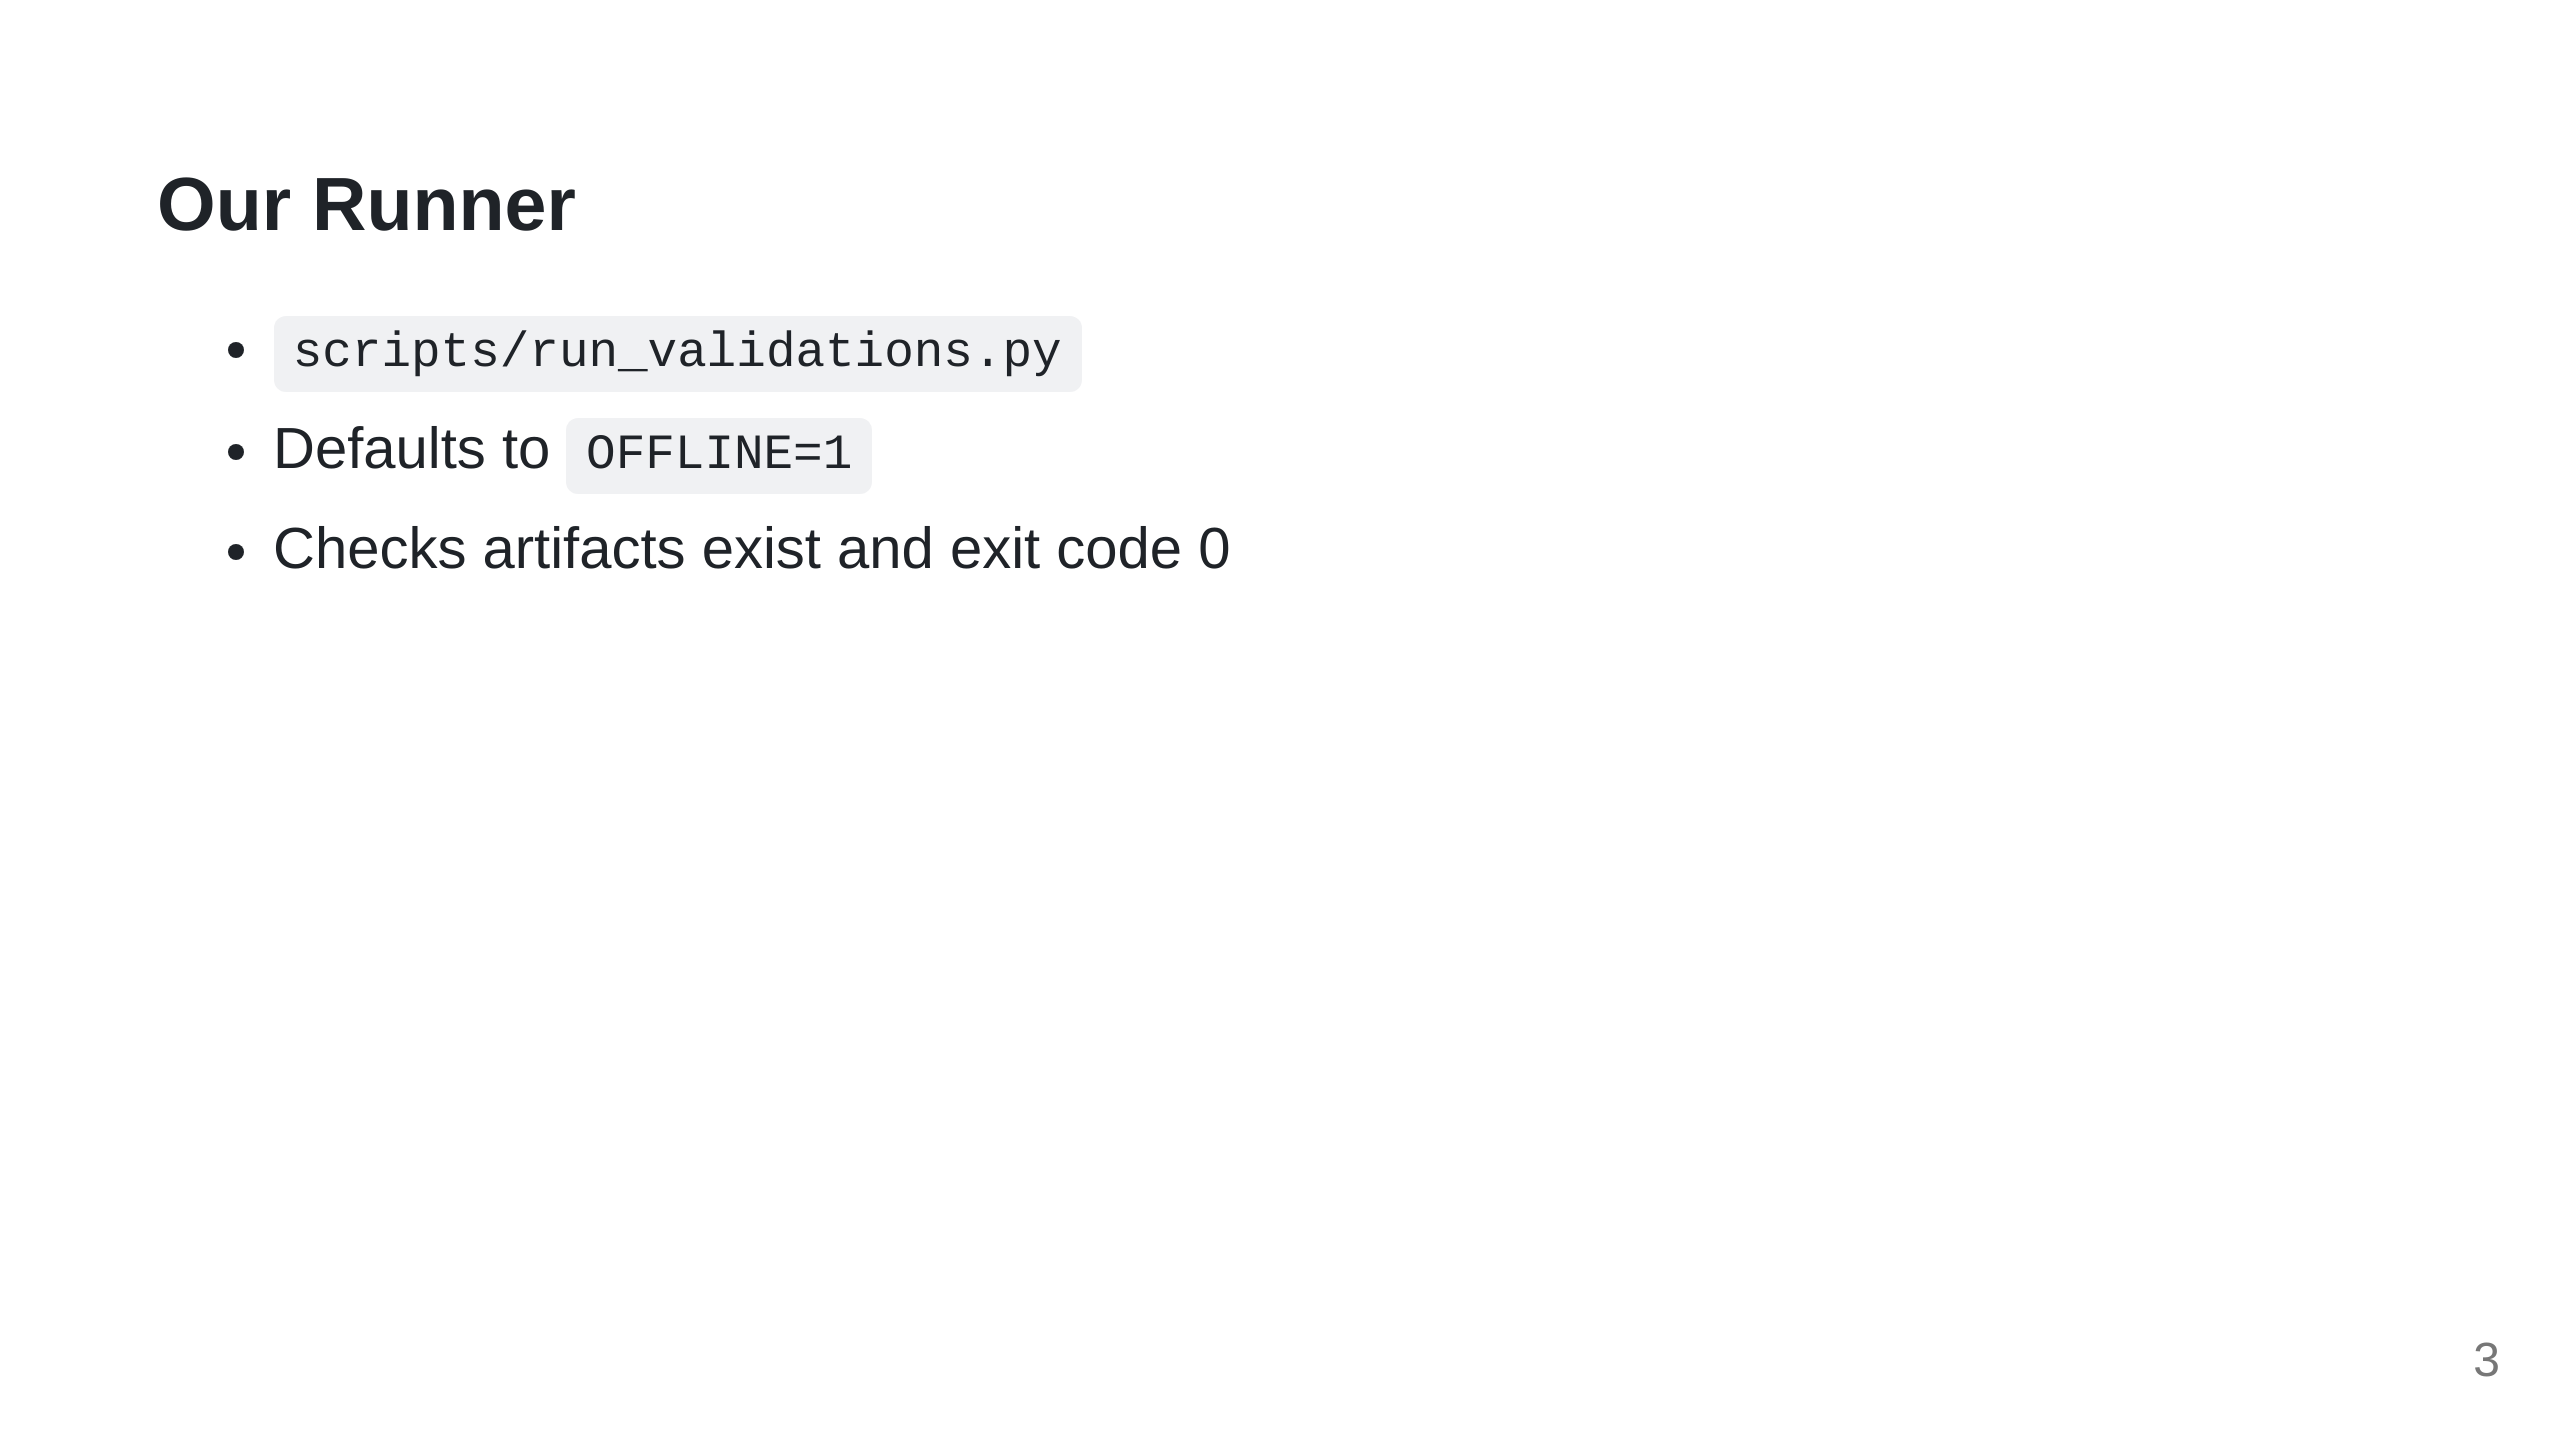 Our Runner
• scripts/run_validations.py
• Defaults to OFFLINE=1
• Checks artifacts exist and exit code 0
3